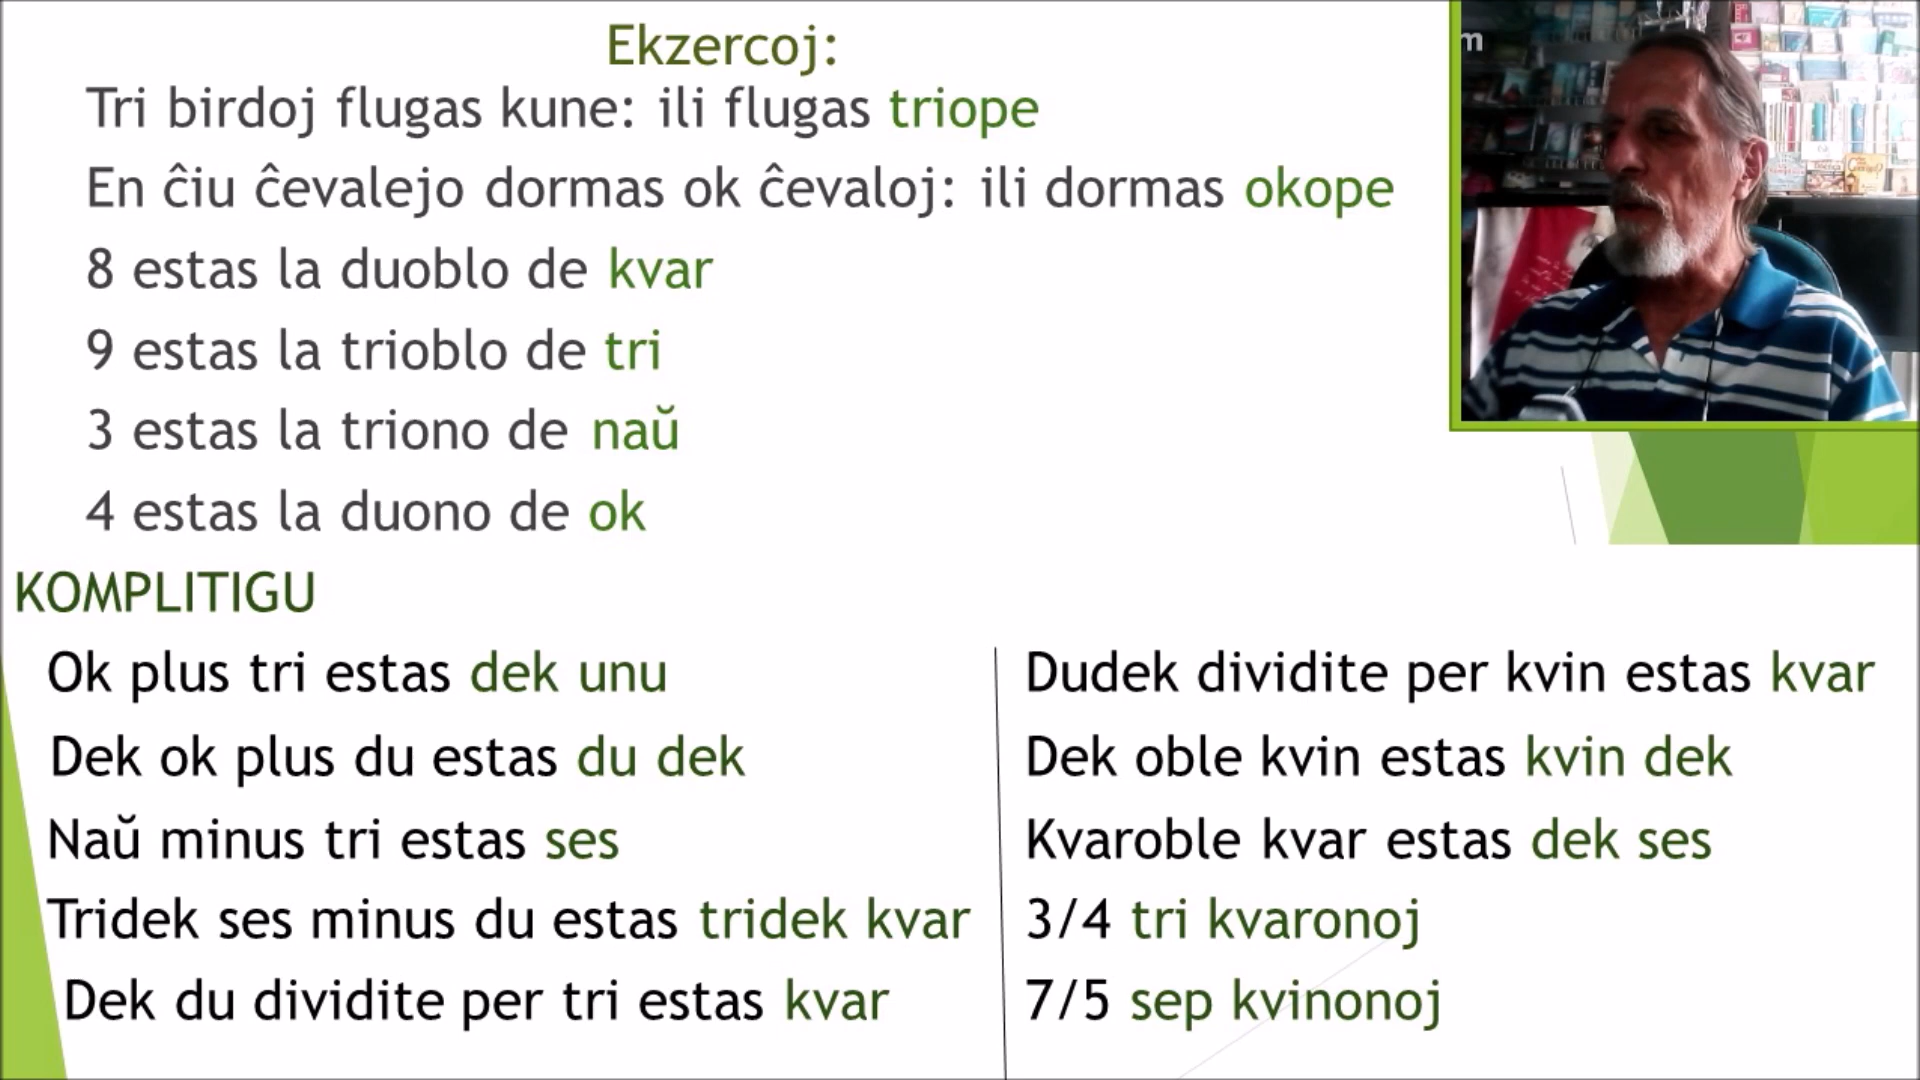 Ekzercoj:
Tri birdoj flugas kune: ili flugas triope
En ĉiu ĉevalejo dormas ok ĉevaloj: ili dormas okope
8 estas la duoblo de kvar
9 estas la trioblo de tri
3 estas la triono de naŭ
4 estas la duono de ok
KOMPLITIGU
Ok plus tri estas dek unu
Dek ok plus du estas du dek
Naŭ minus tri estas ses
Tridek ses minus du estas tridek kvar
Dek du dividite per tri estas kvar
Dudek dividite per kvin estas kvar
Dek oble kvin estas kvin dek
Kvaroble kvar estas dek ses
3/4 tri kvaronoj
7/5 sep kvinonoj
m